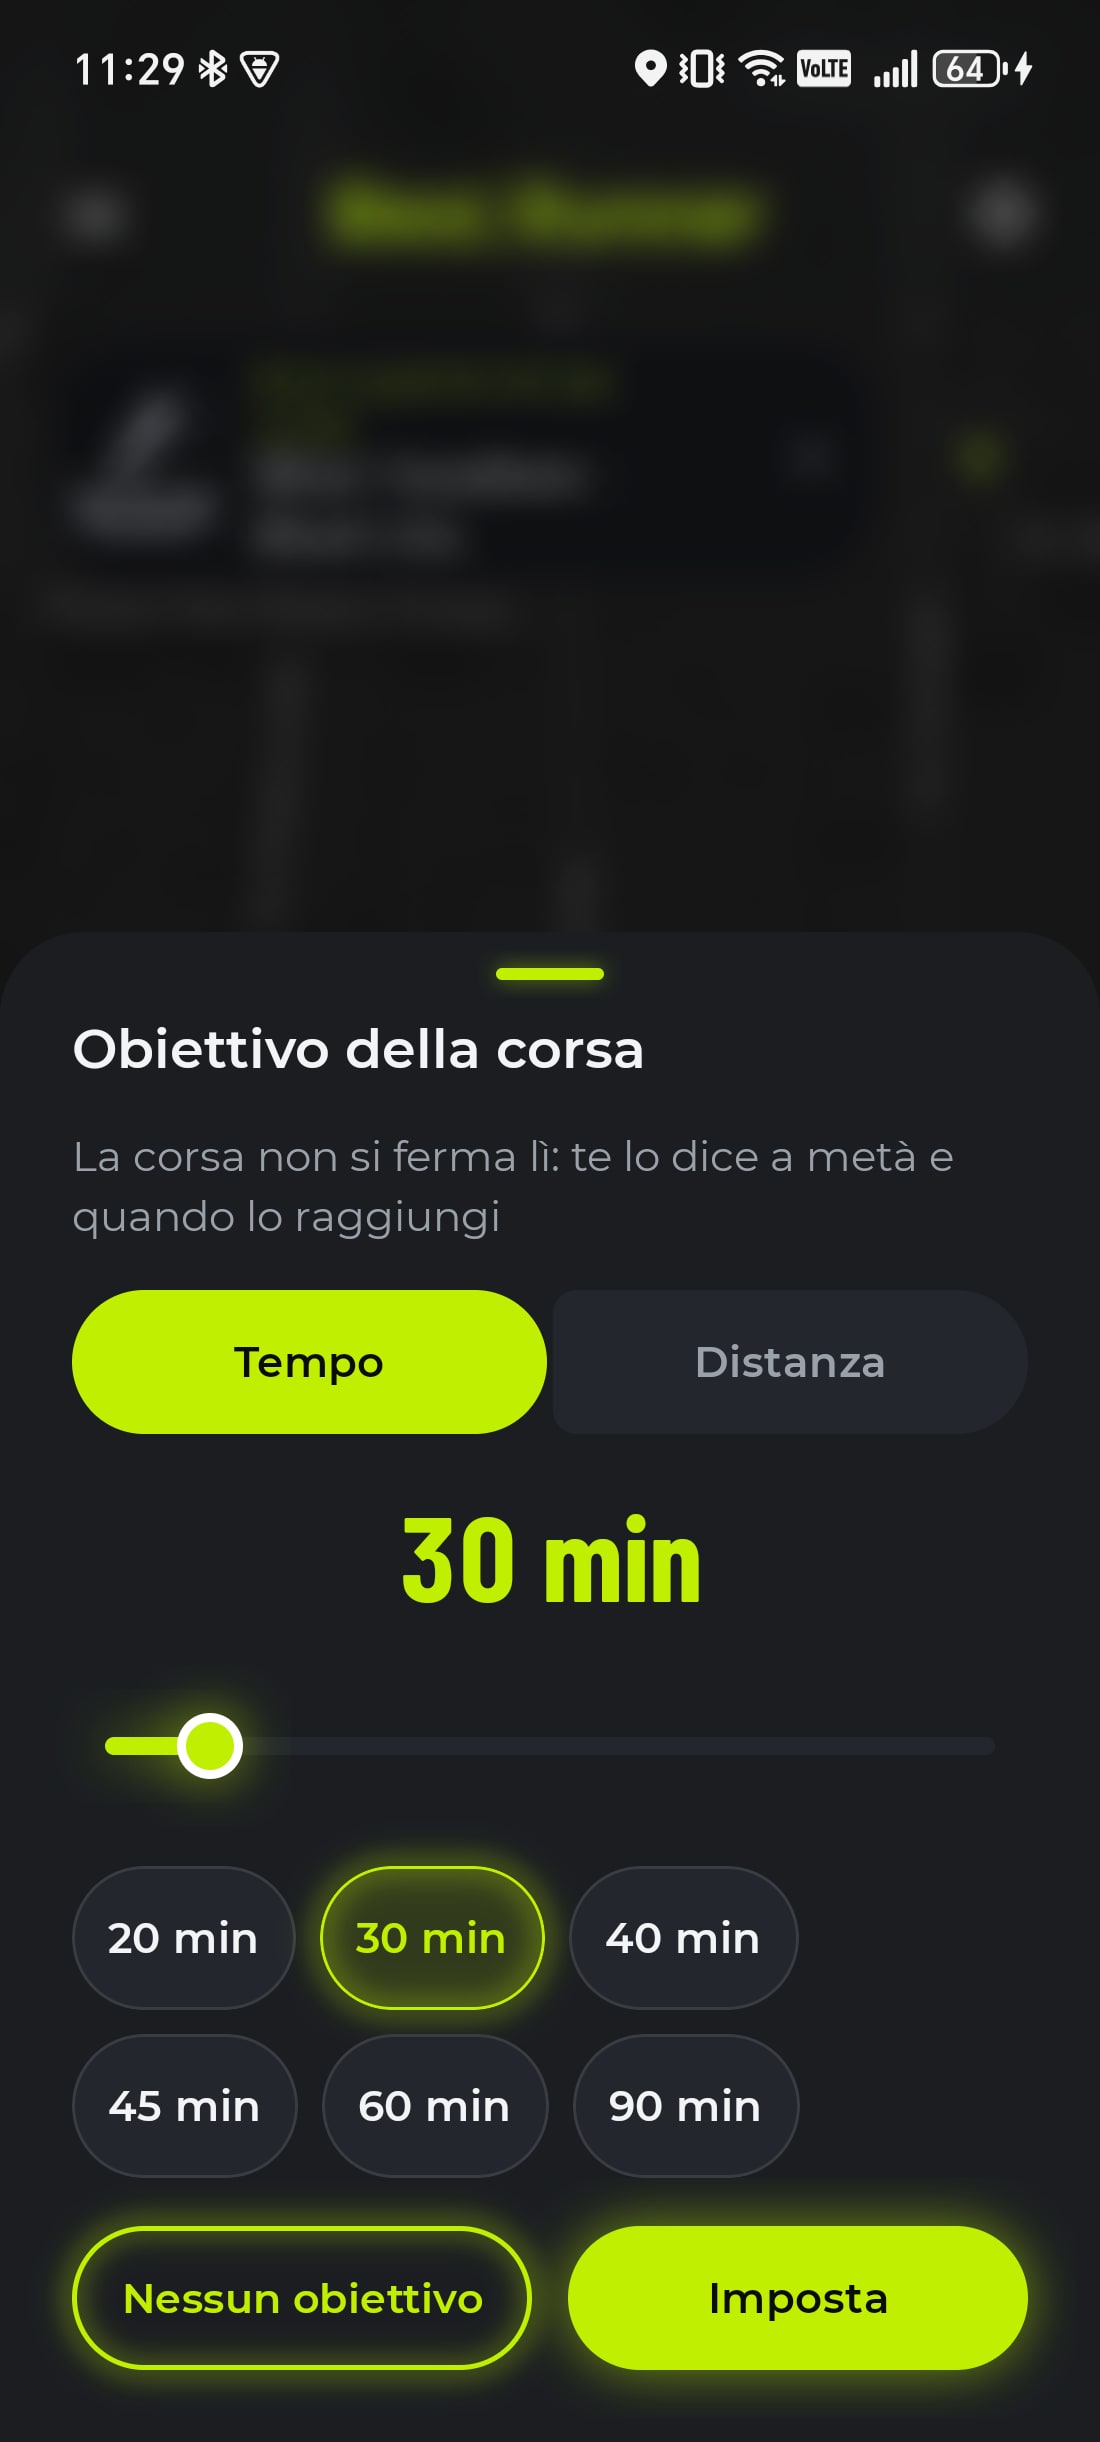 11:29
VoLTE
64
Obiettivo della corsa
La corsa non si ferma lì: te lo dice a metà e
quando lo raggiungi
Tempo
Distanza
30 min
20 min
30 min
40 min
45 min
60 min
90 min
Nessun obiettivo
Imposta